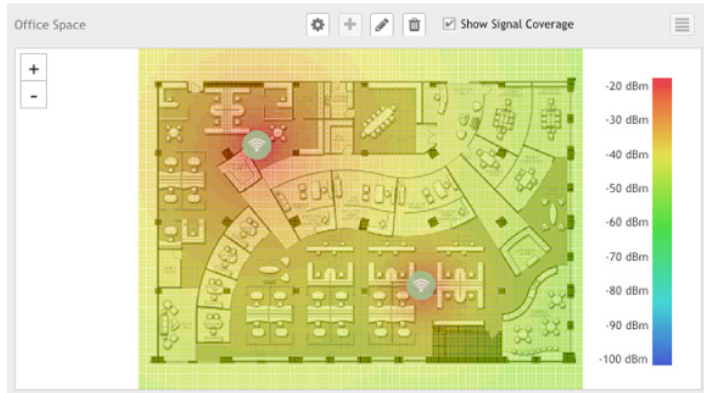 Office Space
Show Signal Coverage
+
-
-20 dBm
-30 dBm
-40 dBm
-50 dBm
-60 dBm
-70 dBm
-80 dBm
-90 dBm
-100 dBm